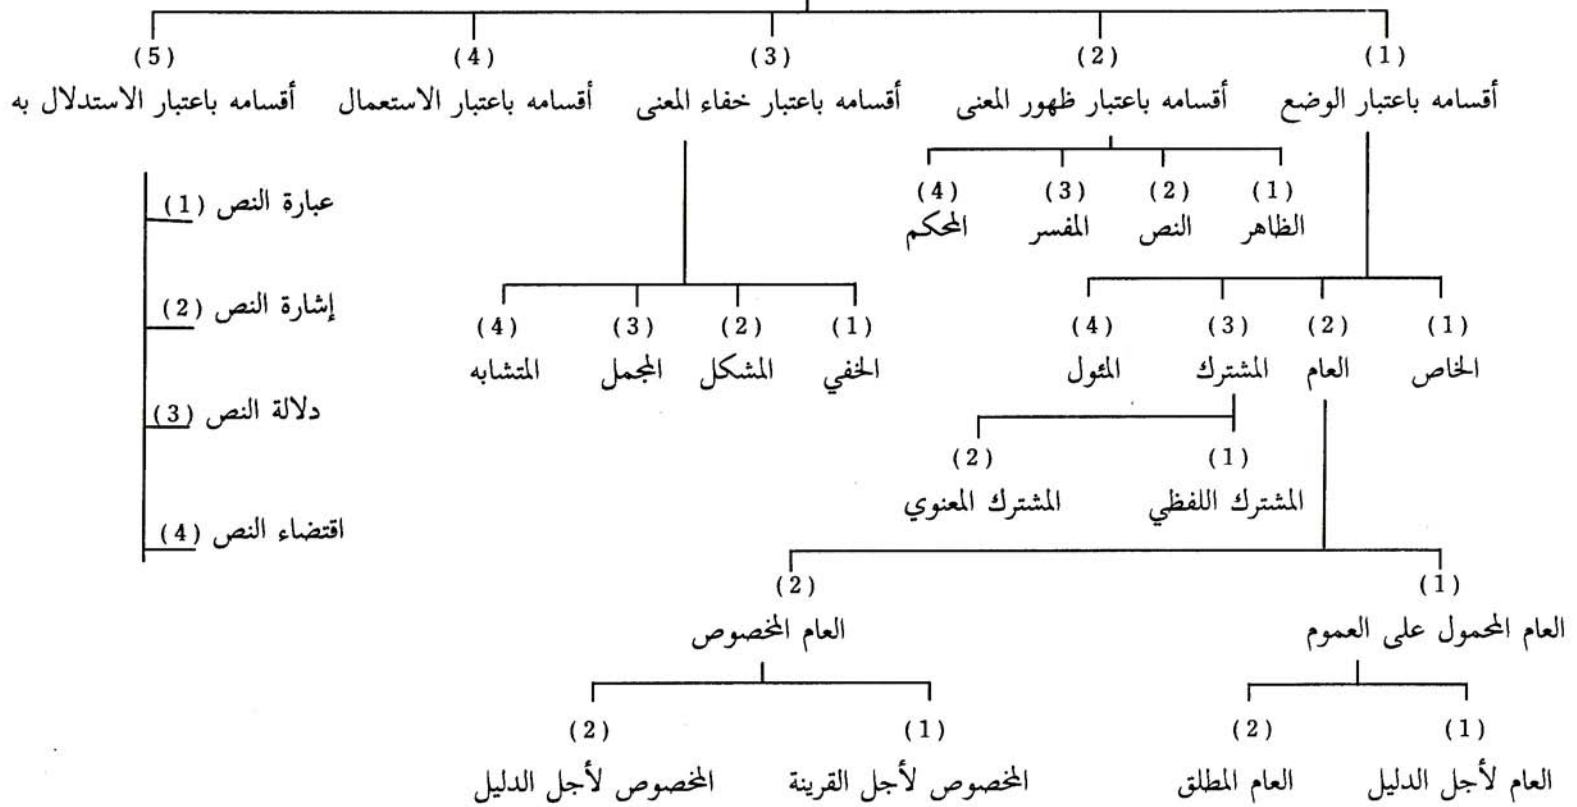 (1) (2) (3) (4) (5)
أقسامه باعتبار الوضع أقسامه باعتبار ظهور المعنى أقسامه باعتبار خفاء المعنى أقسامه باعتبار الاستعمال أقسامه باعتبار الاستدلال به
(1) (2) (3) (4)
الظاهر النص المفسر المحكم
عبارة النص (1)
إشارة النص (2)
دلالة النص (3)
اقتضاء النص (4)
(1) (2) (3) (4)
الخاص العام المشترك المئول
(1) (2) (3) (4)
الخفي المشكل المجمل المتشابه
(1) (2)
المشترك اللفظي المشترك المعنوي
(1) (2)
العام المحمول على العموم العام المخصوص
(1) (2) (1) (2)
العام لأجل الدليل العام المطلق المخصوص لأجل القرينة المخصوص لأجل الدليل